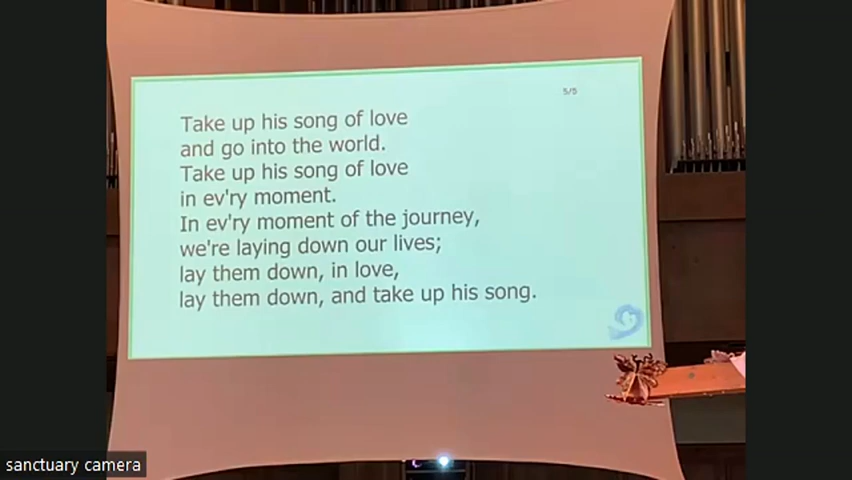 5/5
Take up his song of love
and go into the world.
Take up his song of love
in ev'ry moment.
In ev'ry moment of the journey,
we're laying down our lives;
lay them down, in love,
lay them down, and take up his song.
sanctuary camera